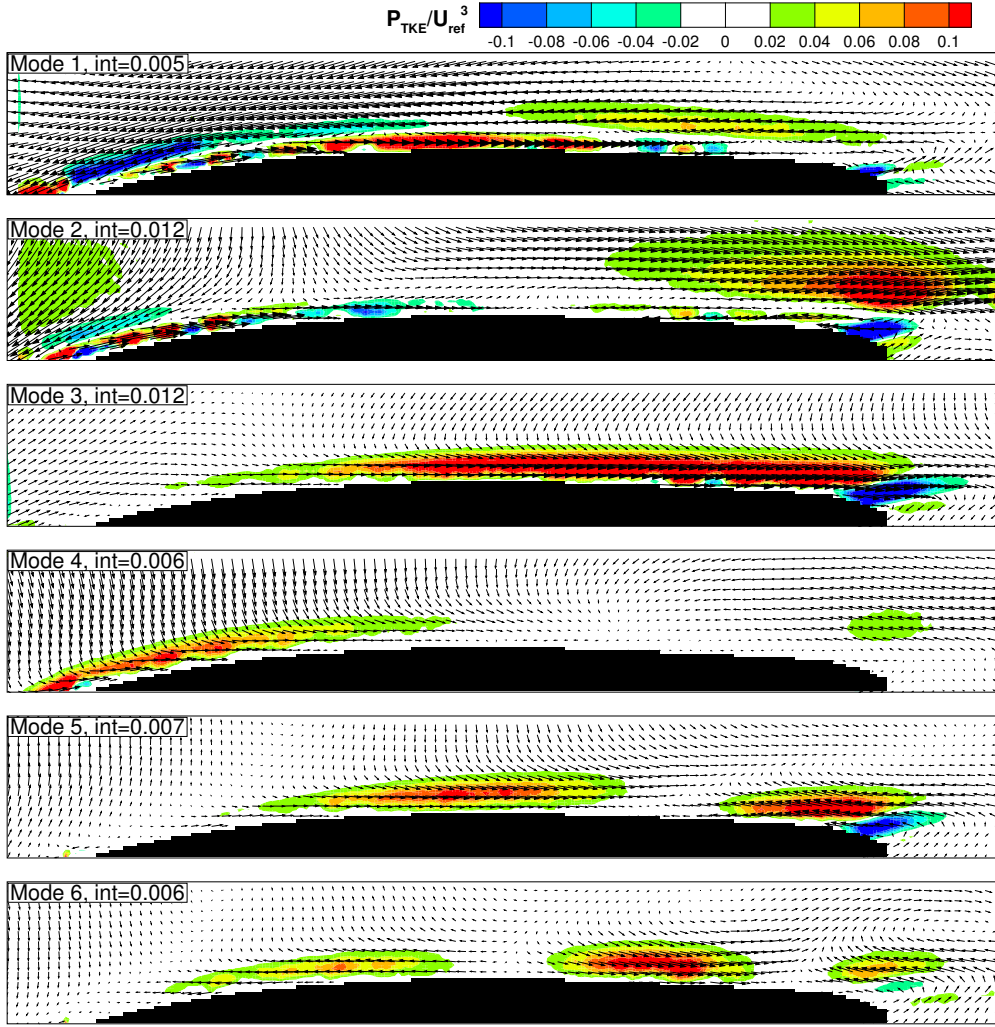 P_TKE/U_ref^3
-0.1 -0.08 -0.06 -0.04 -0.02 0 0.02 0.04 0.06 0.08 0.1
Mode 1, int=0.005
Mode 2, int=0.012
Mode 3, int=0.012
Mode 4, int=0.006
Mode 5, int=0.007
Mode 6, int=0.006